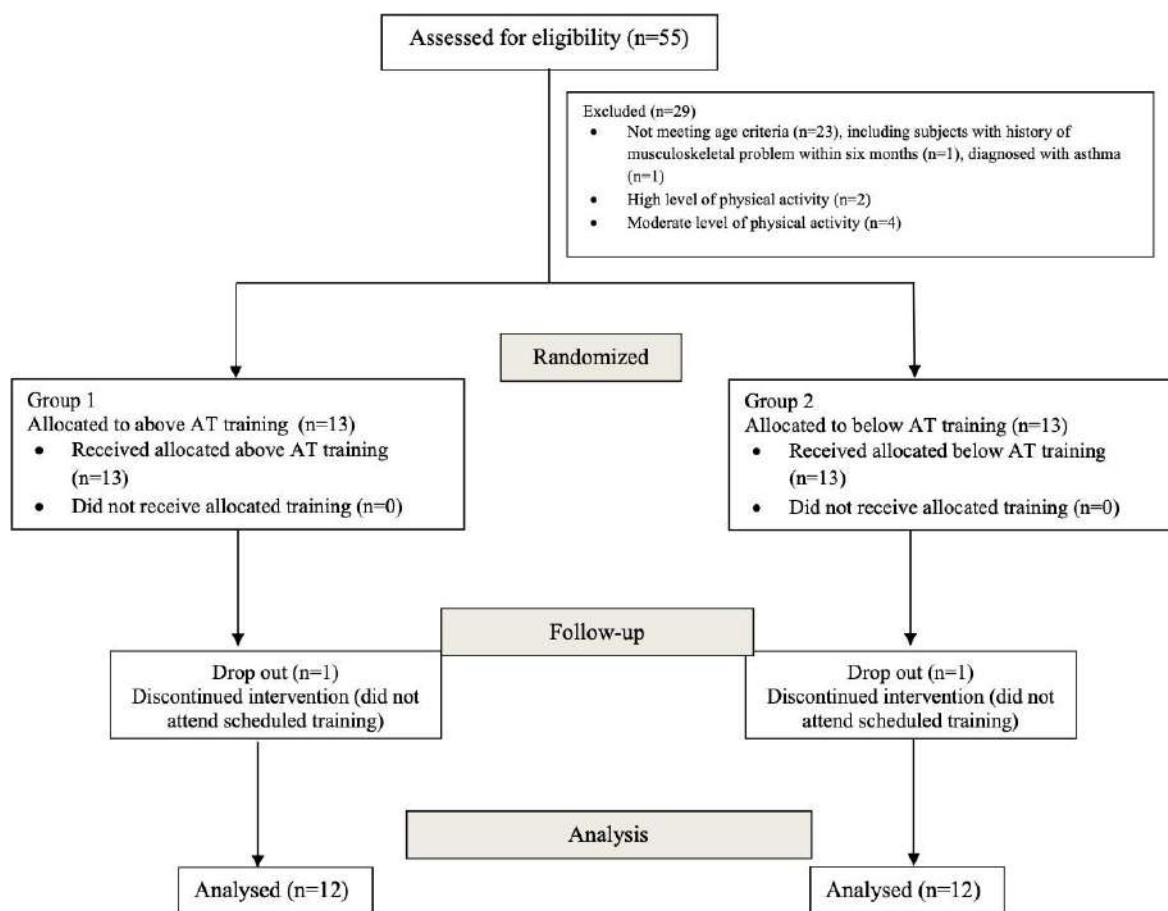 Assessed for eligibility (n=55)
Excluded (n=29)
• Not meeting age criteria (n=23), including subjects with history of
musculoskeletal problem within six months (n=1), diagnosed with asthma
(n=1)
• High level of physical activity (n=2)
• Moderate level of physical activity (n=4)
Randomized
Group 1
Allocated to above AT training (n=13)
• Received allocated above AT training
(n=13)
• Did not receive allocated training (n=0)
Group 2
Allocated to below AT training (n=13)
• Received allocated below AT training
(n=13)
• Did not receive allocated training (n=0)
Follow-up
Drop out (n=1)
Discontinued intervention (did not
attend scheduled training)
Drop out (n=1)
Discontinued intervention (did not
attend scheduled training)
Analysis
Analysed (n=12)
Analysed (n=12)